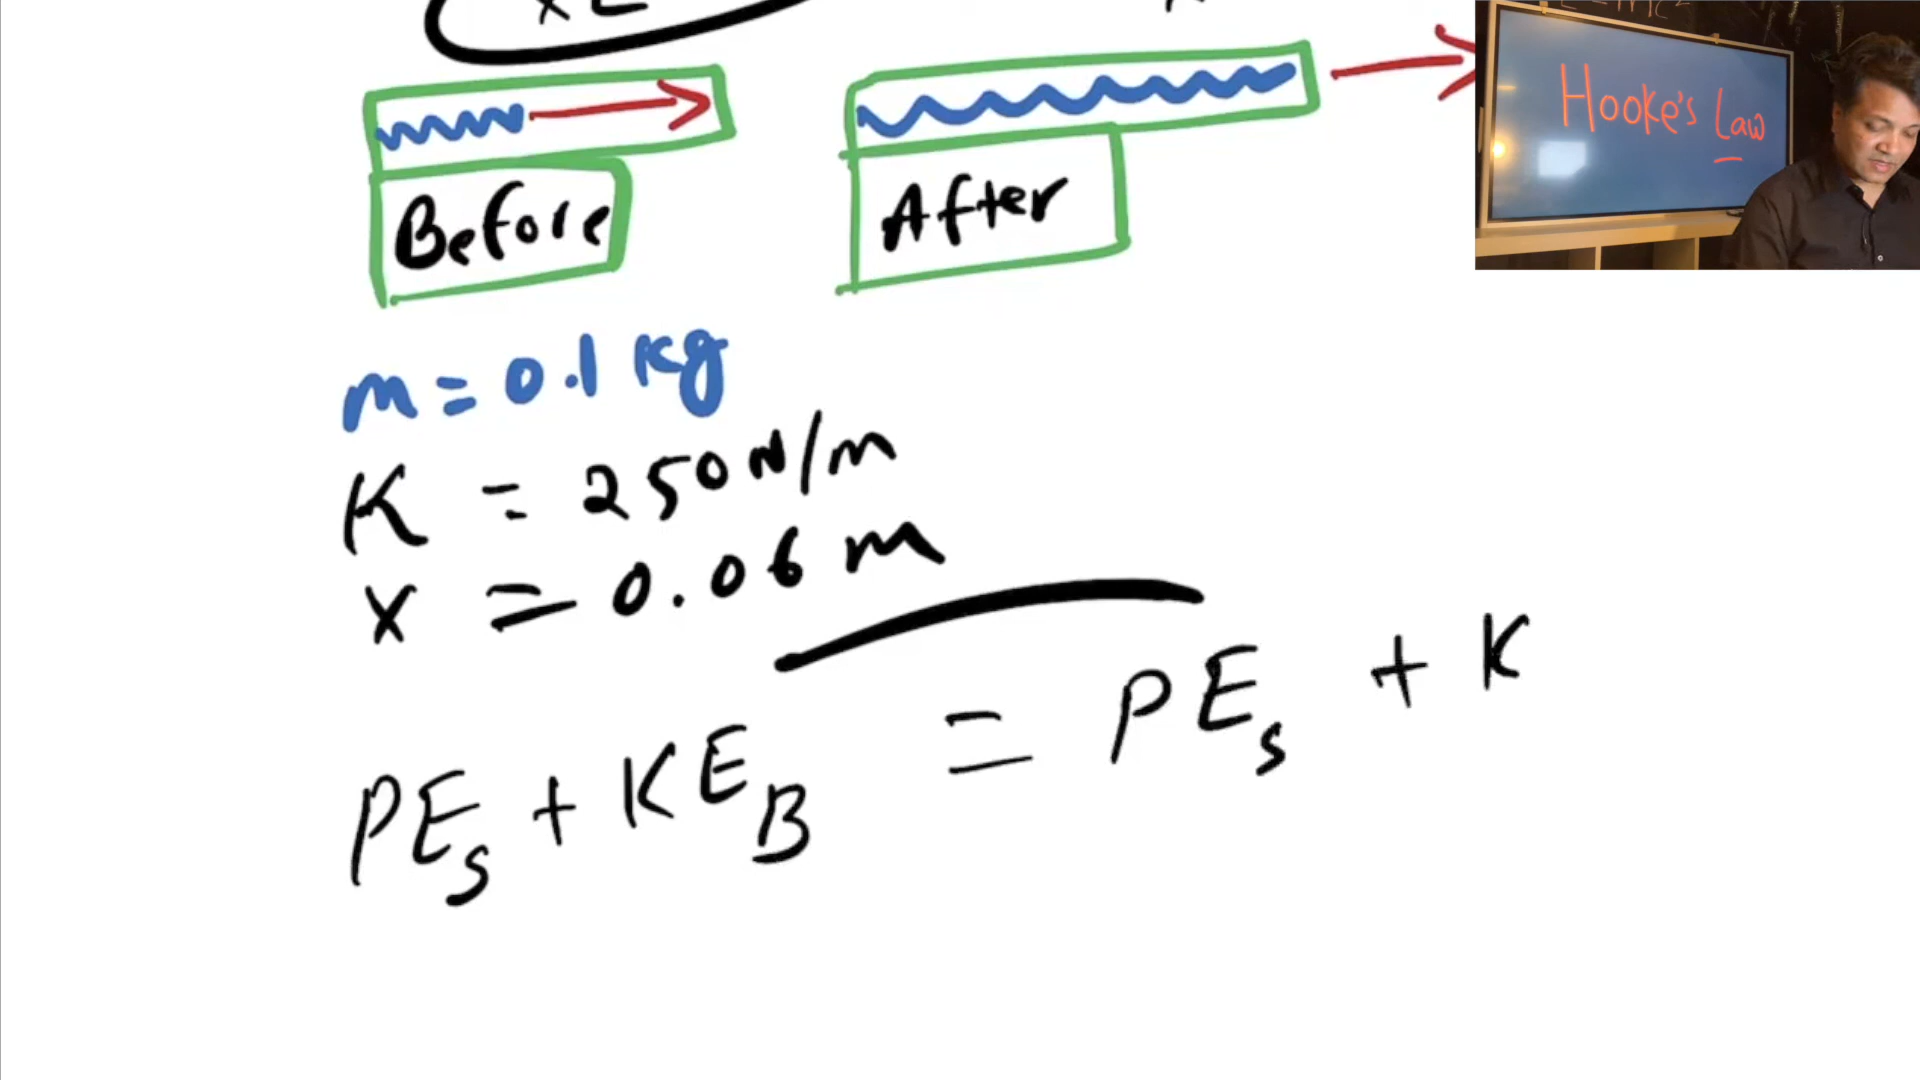 Hooke's Law
Before
After
m = 0.1 kg
K = 250 N/m
x = 0.06 m
PEs + KEB = PEs + K